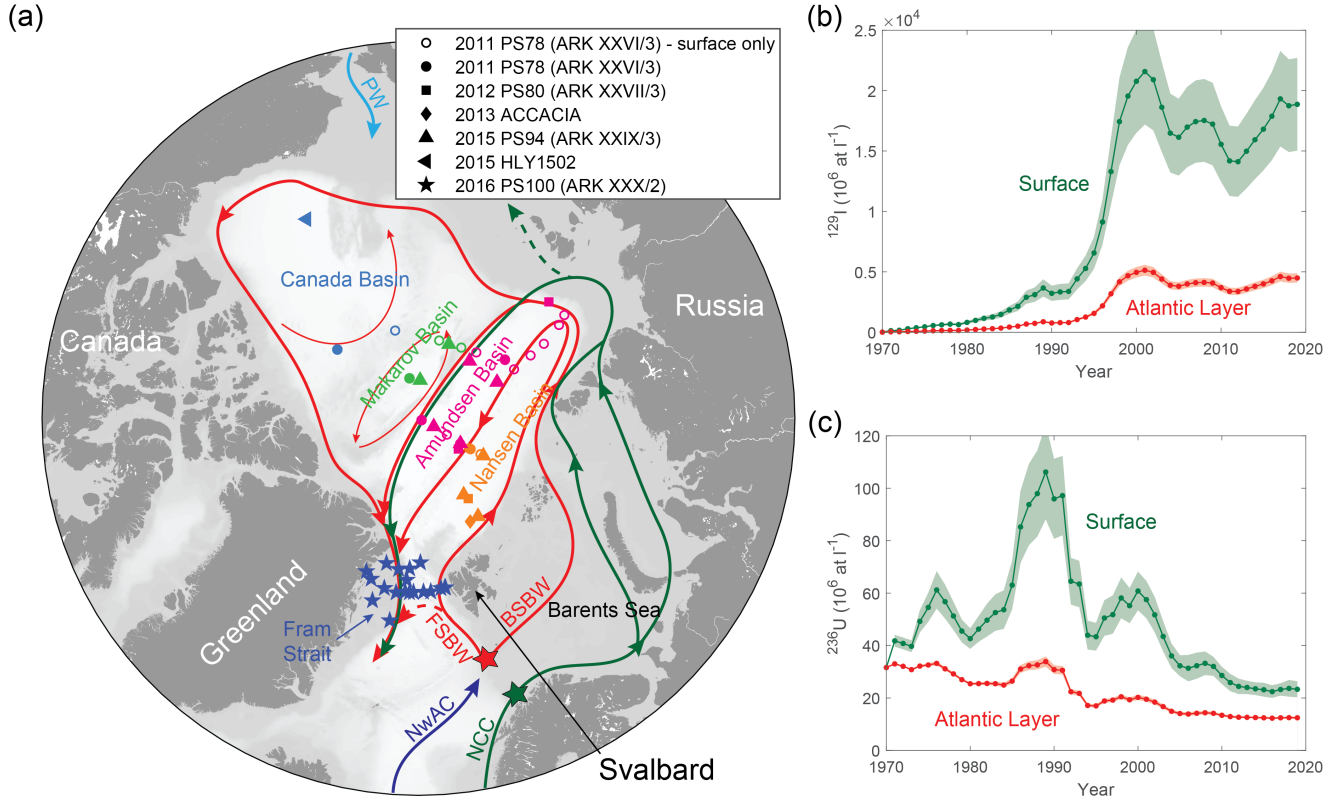 (a)
2011 PS78 (ARK XXVI/3) - surface only
2011 PS78 (ARK XXVI/3)
2012 PS80 (ARK XXVII/3)
2013 ACCACIA
2015 PS94 (ARK XXIX/3)
2015 HLY1502
2016 PS100 (ARK XXX/2)
PW
Canada Basin
Canada
Makarov Basin
Amundsen Basin
Nansen Basin
Russia
Greenland
Fram
Strait
FSBW
BSBW
Barents Sea
NwAC
NCC
Svalbard
(b)
×10⁴
2.5
2
1.5
1
0.5
0
¹²⁹I (10⁶ at l⁻¹)
Surface
Atlantic Layer
1970 1980 1990 2000 2010 2020
Year
(c)
120
100
80
60
40
20
0
²³⁶U (10⁶ at l⁻¹)
Surface
Atlantic Layer
1970 1980 1990 2000 2010 2020
Year